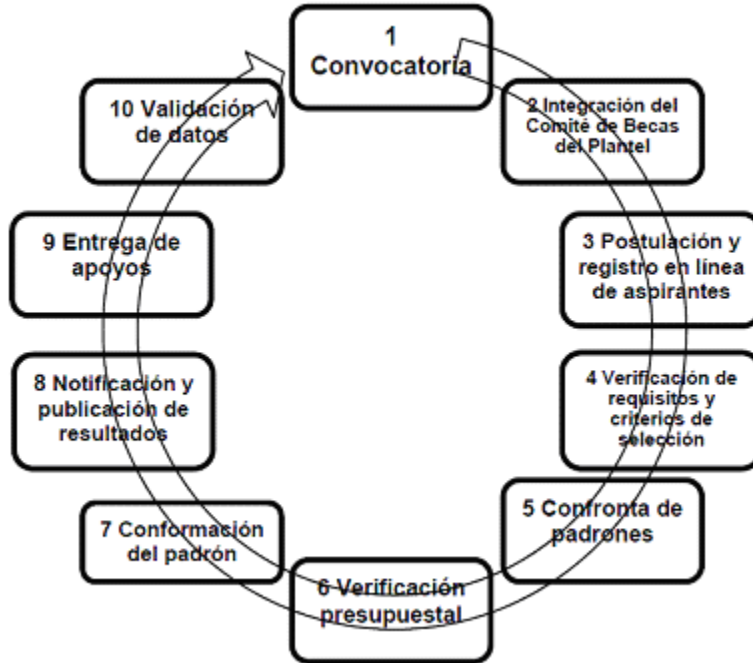 1
Convocatoria
2 Integración del
Comité de Becas
del Plantel
3 Postulación y
registro en línea
de aspirantes
4 Verificación de
requisitos y
criterios de
selección
5 Confronta de
padrones
6 Verificación
presupuestal
7 Conformación
del padrón
8 Notificación y
publicación de
resultados
9 Entrega de
apoyos
10 Validación
de datos